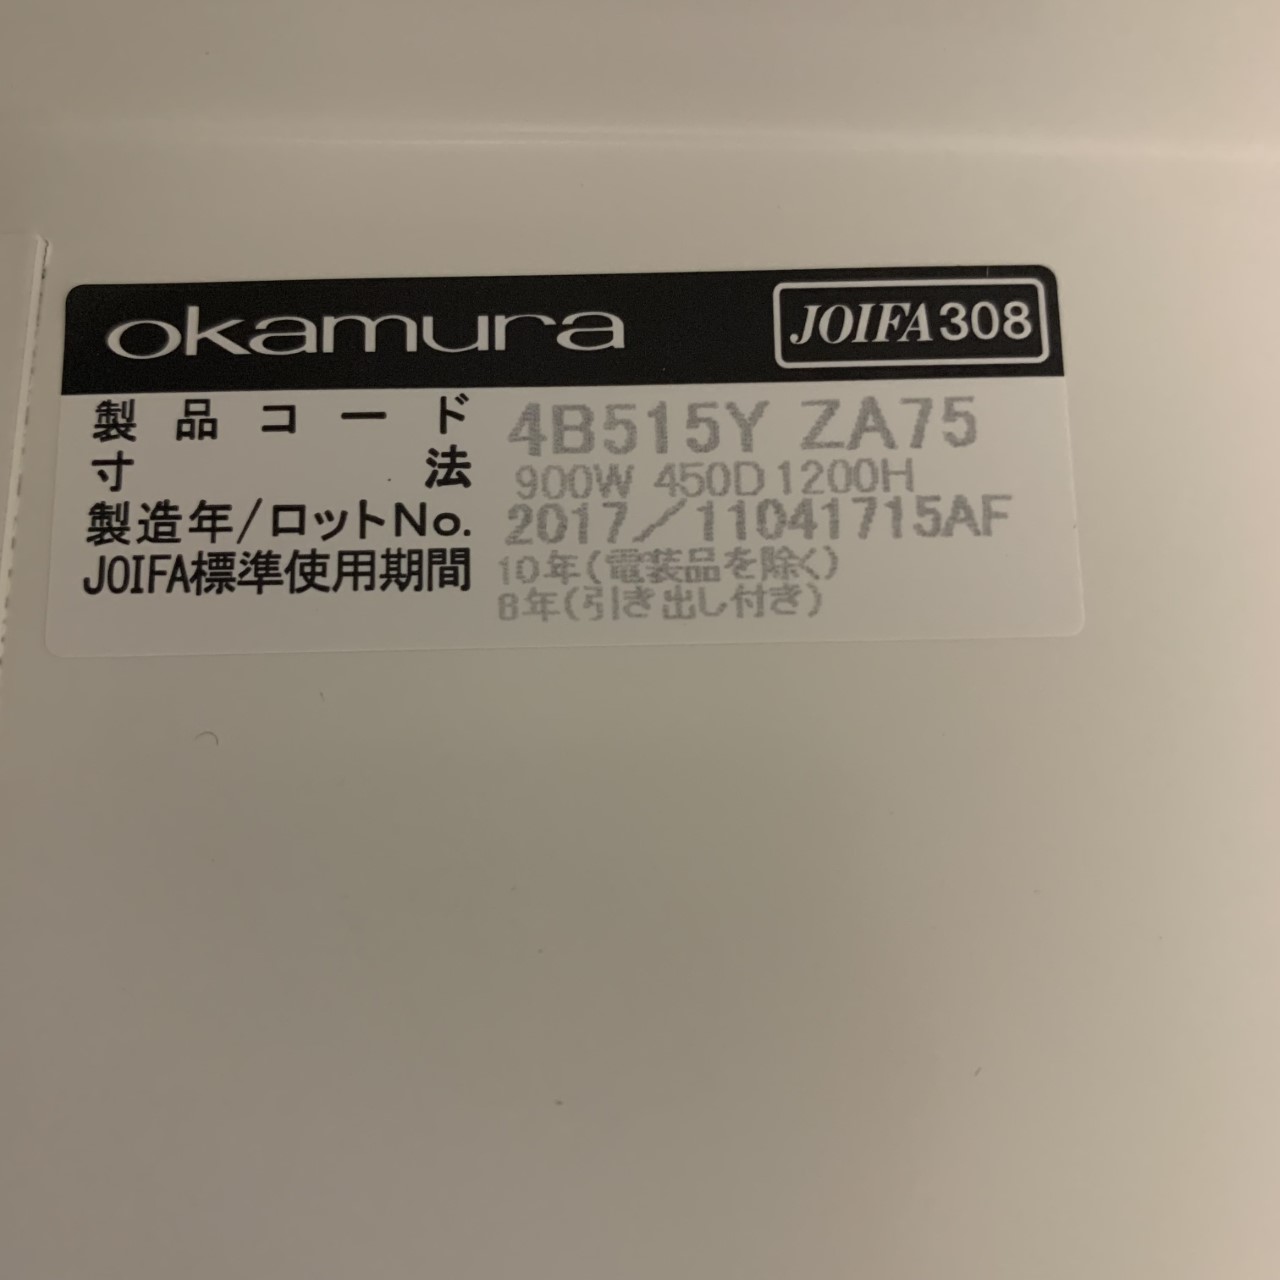 okamura JOIFA308
製品コード 4B515Y ZA75
寸法 900W 450D 1200H
製造年/ロットNo. 2017/11041715AF
JOIFA標準使用期間 10年(電装品を除く)
8年(引き出し付き)